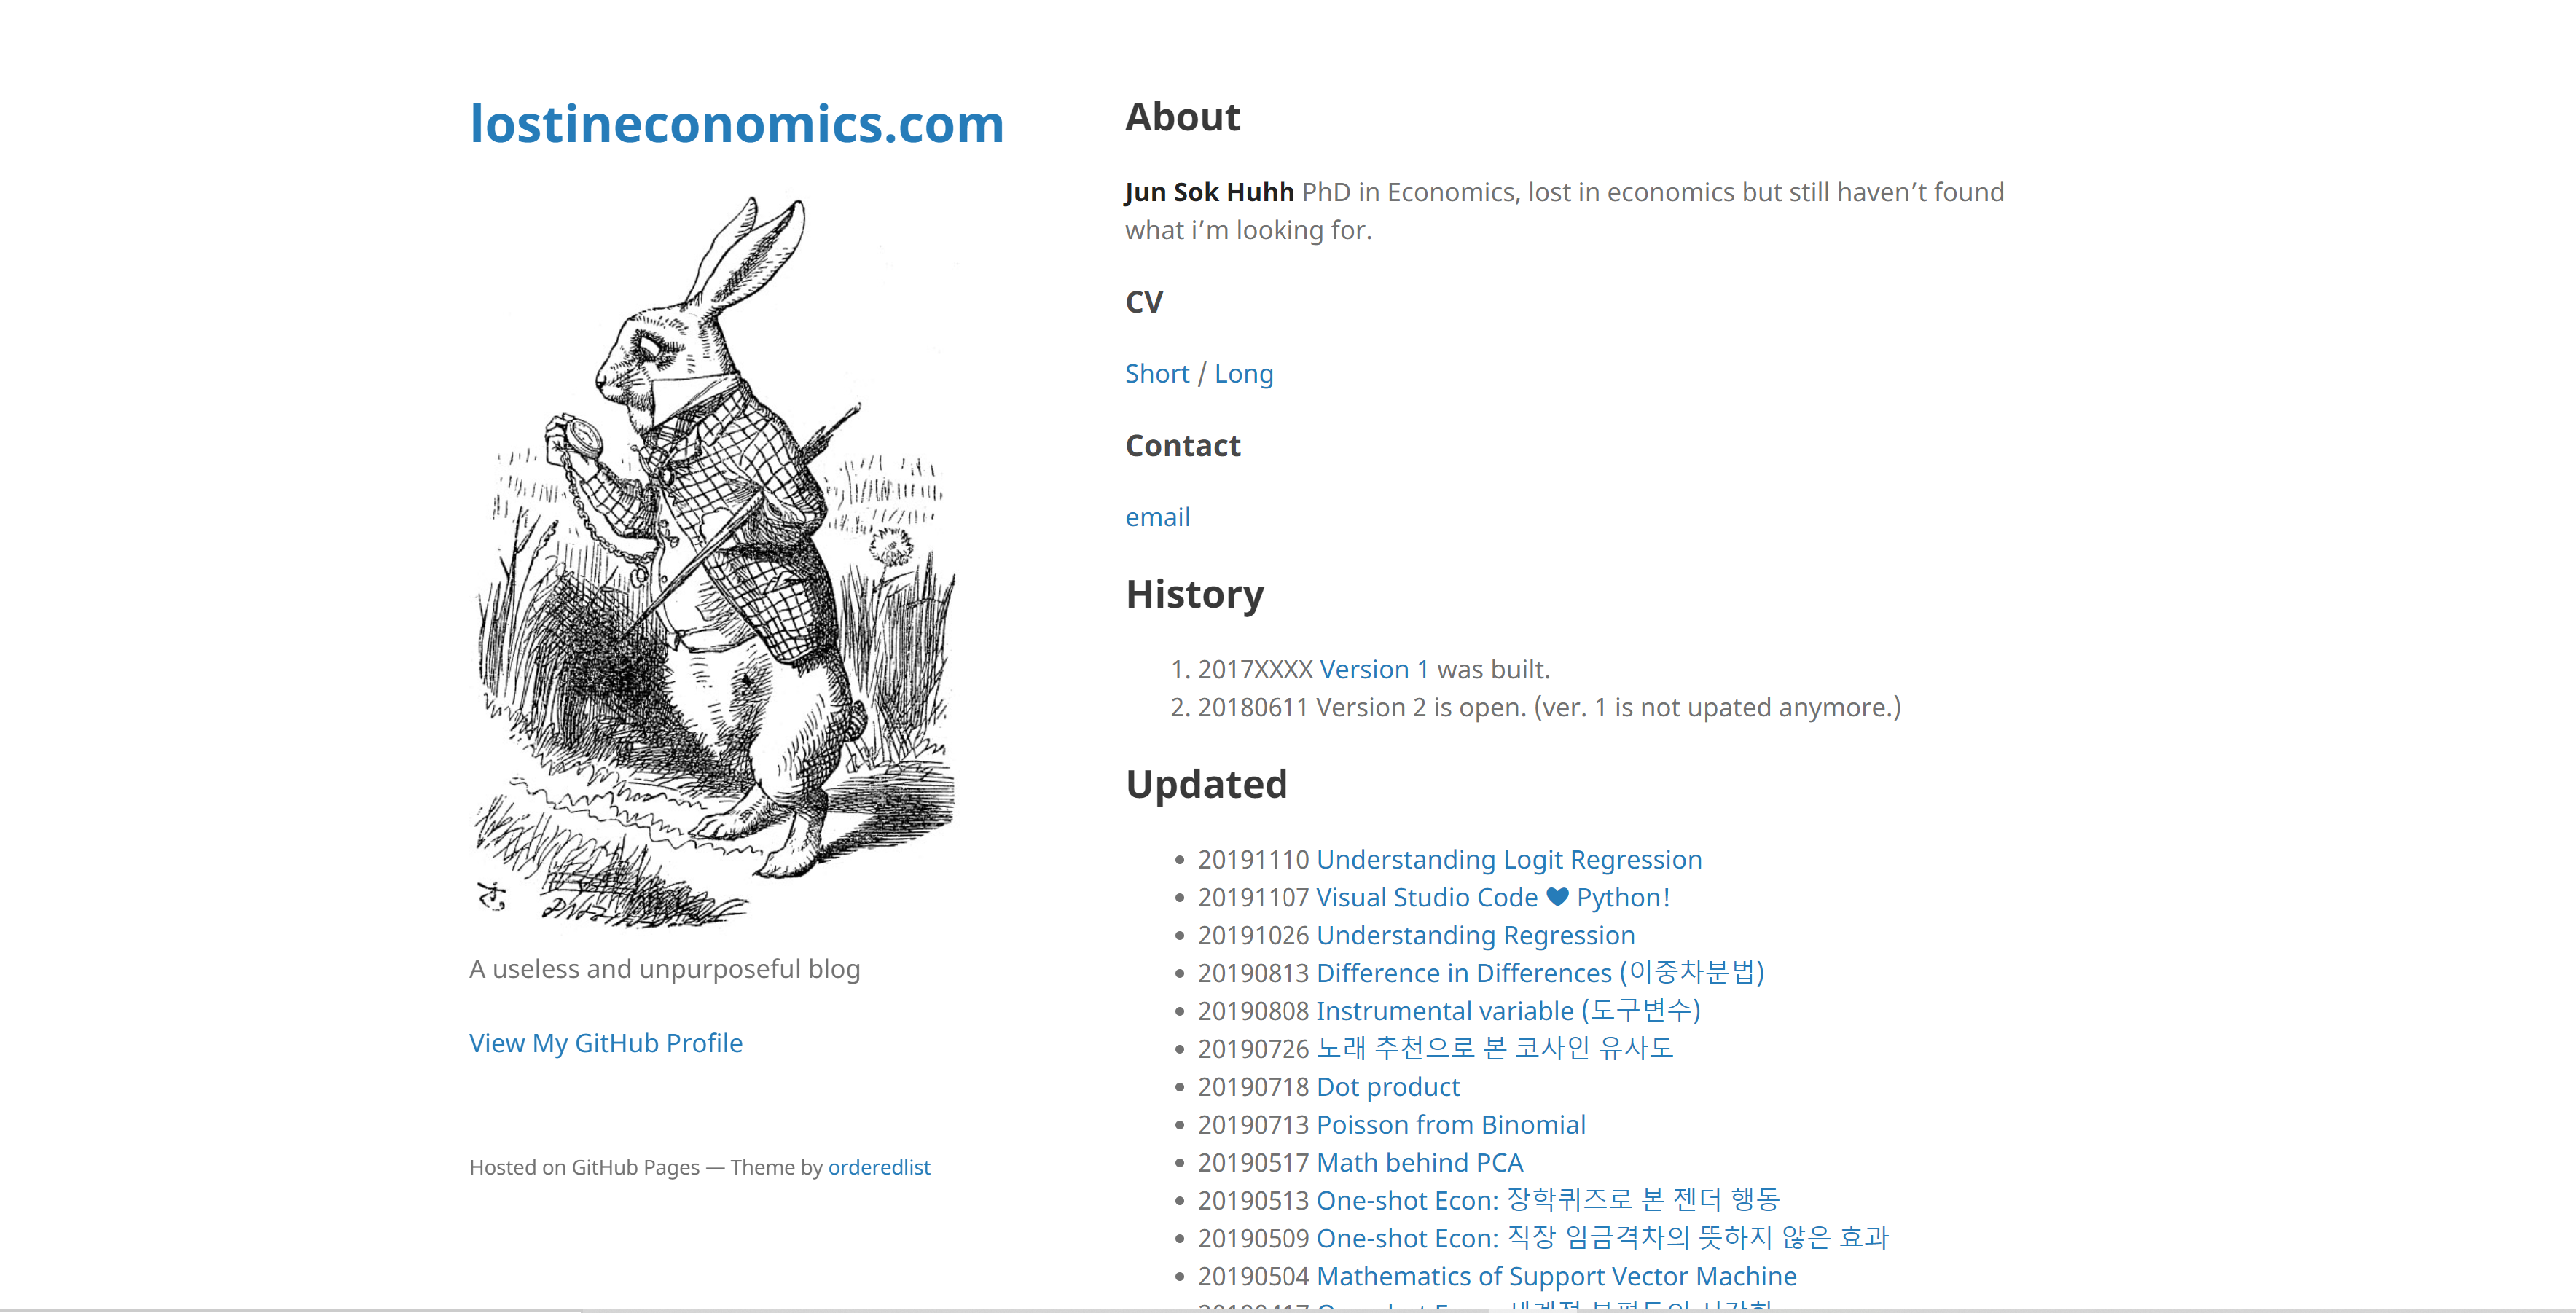 lostineconomics.com
A useless and unpurposeful blog
View My GitHub Profile
Hosted on GitHub Pages — Theme by orderedlist
About
Jun Sok Huhh PhD in Economics, lost in economics but still haven’t found
what i’m looking for.
CV
Short / Long
Contact
email
History
1. 2017XXXX Version 1 was built.
2. 20180611 Version 2 is open. (ver. 1 is not upated anymore.)
Updated
• 20191110 Understanding Logit Regression
• 20191107 Visual Studio Code ♥ Python!
• 20191026 Understanding Regression
• 20190813 Difference in Differences (이중차분법)
• 20190808 Instrumental variable (도구변수)
• 20190726 노래 추천으로 본 코사인 유사도
• 20190718 Dot product
• 20190713 Poisson from Binomial
• 20190517 Math behind PCA
• 20190513 One-shot Econ: 장학퀴즈로 본 젠더 행동
• 20190509 One-shot Econ: 직장 임금격차의 뜻하지 않은 효과
• 20190504 Mathematics of Support Vector Machine
• 20190417 One-shot Econ: